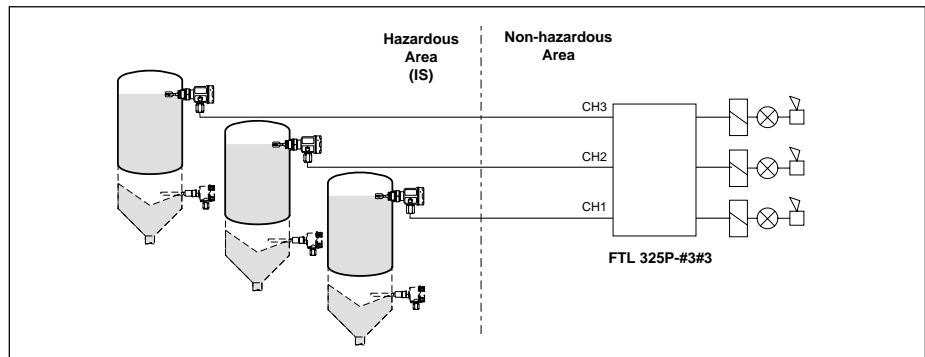 Hazardous
Area
(IS)
Non-hazardous
Area
CH3
CH2
CH1
FTL 325P-#3#3